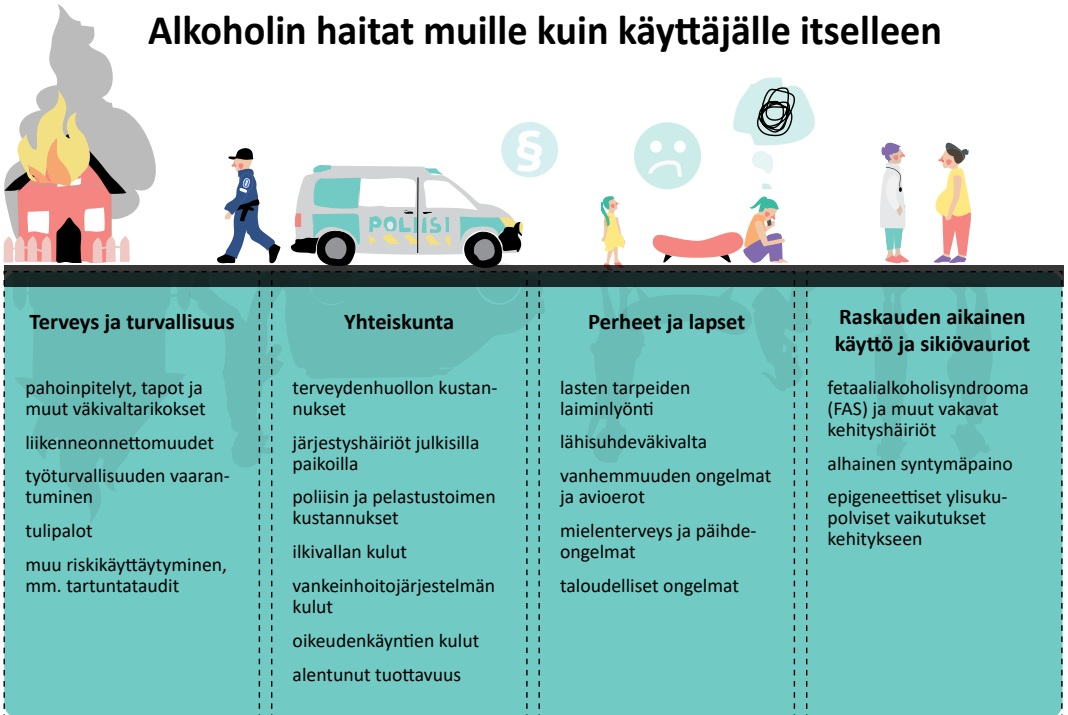 Alkoholin haitat muille kuin käyttäjälle itselleen
§
POLIISI
Terveys ja turvallisuus
pahoinpitelyt, tapot ja
muut väkivaltarikokset
liikenneonnettomuudet
työturvallisuuden vaaran-
tuminen
tulipalot
muu riskikäyttäytyminen,
mm. tartuntataudit
Yhteiskunta
terveydenhuollon kustan-
nukset
järjestyshäiriöt julkisilla
paikoilla
poliisin ja pelastustoimen
kustannukset
ilkivallan kulut
vankeinhoitojärjestelmän
kulut
oikeudenkäyntien kulut
alentunut tuottavuus
Perheet ja lapset
lasten tarpeiden
laiminlyönti
lähisuhdeväkivalta
vanhemmuuden ongelmat
ja avioerot
mielenterveys ja päihde-
ongelmat
taloudelliset ongelmat
Raskauden aikainen
käyttö ja sikiövauriot
fetaalialkoholisyndrooma
(FAS) ja muut vakavat
kehityshäiriöt
alhainen syntymäpaino
epigeneettiset ylisuku-
polviset vaikutukset
kehitykseen